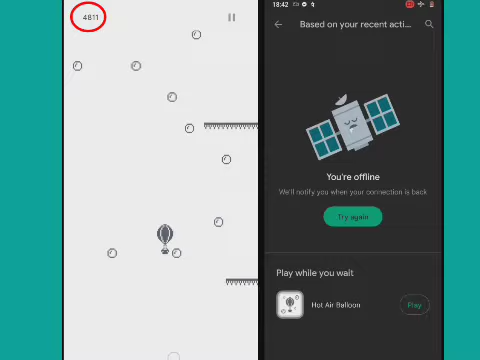 4811
18:42
Based on your recent acti...
You're offline
We'll notify you when your connection is back
Try again
Play while you wait
Hot Air Balloon
Play